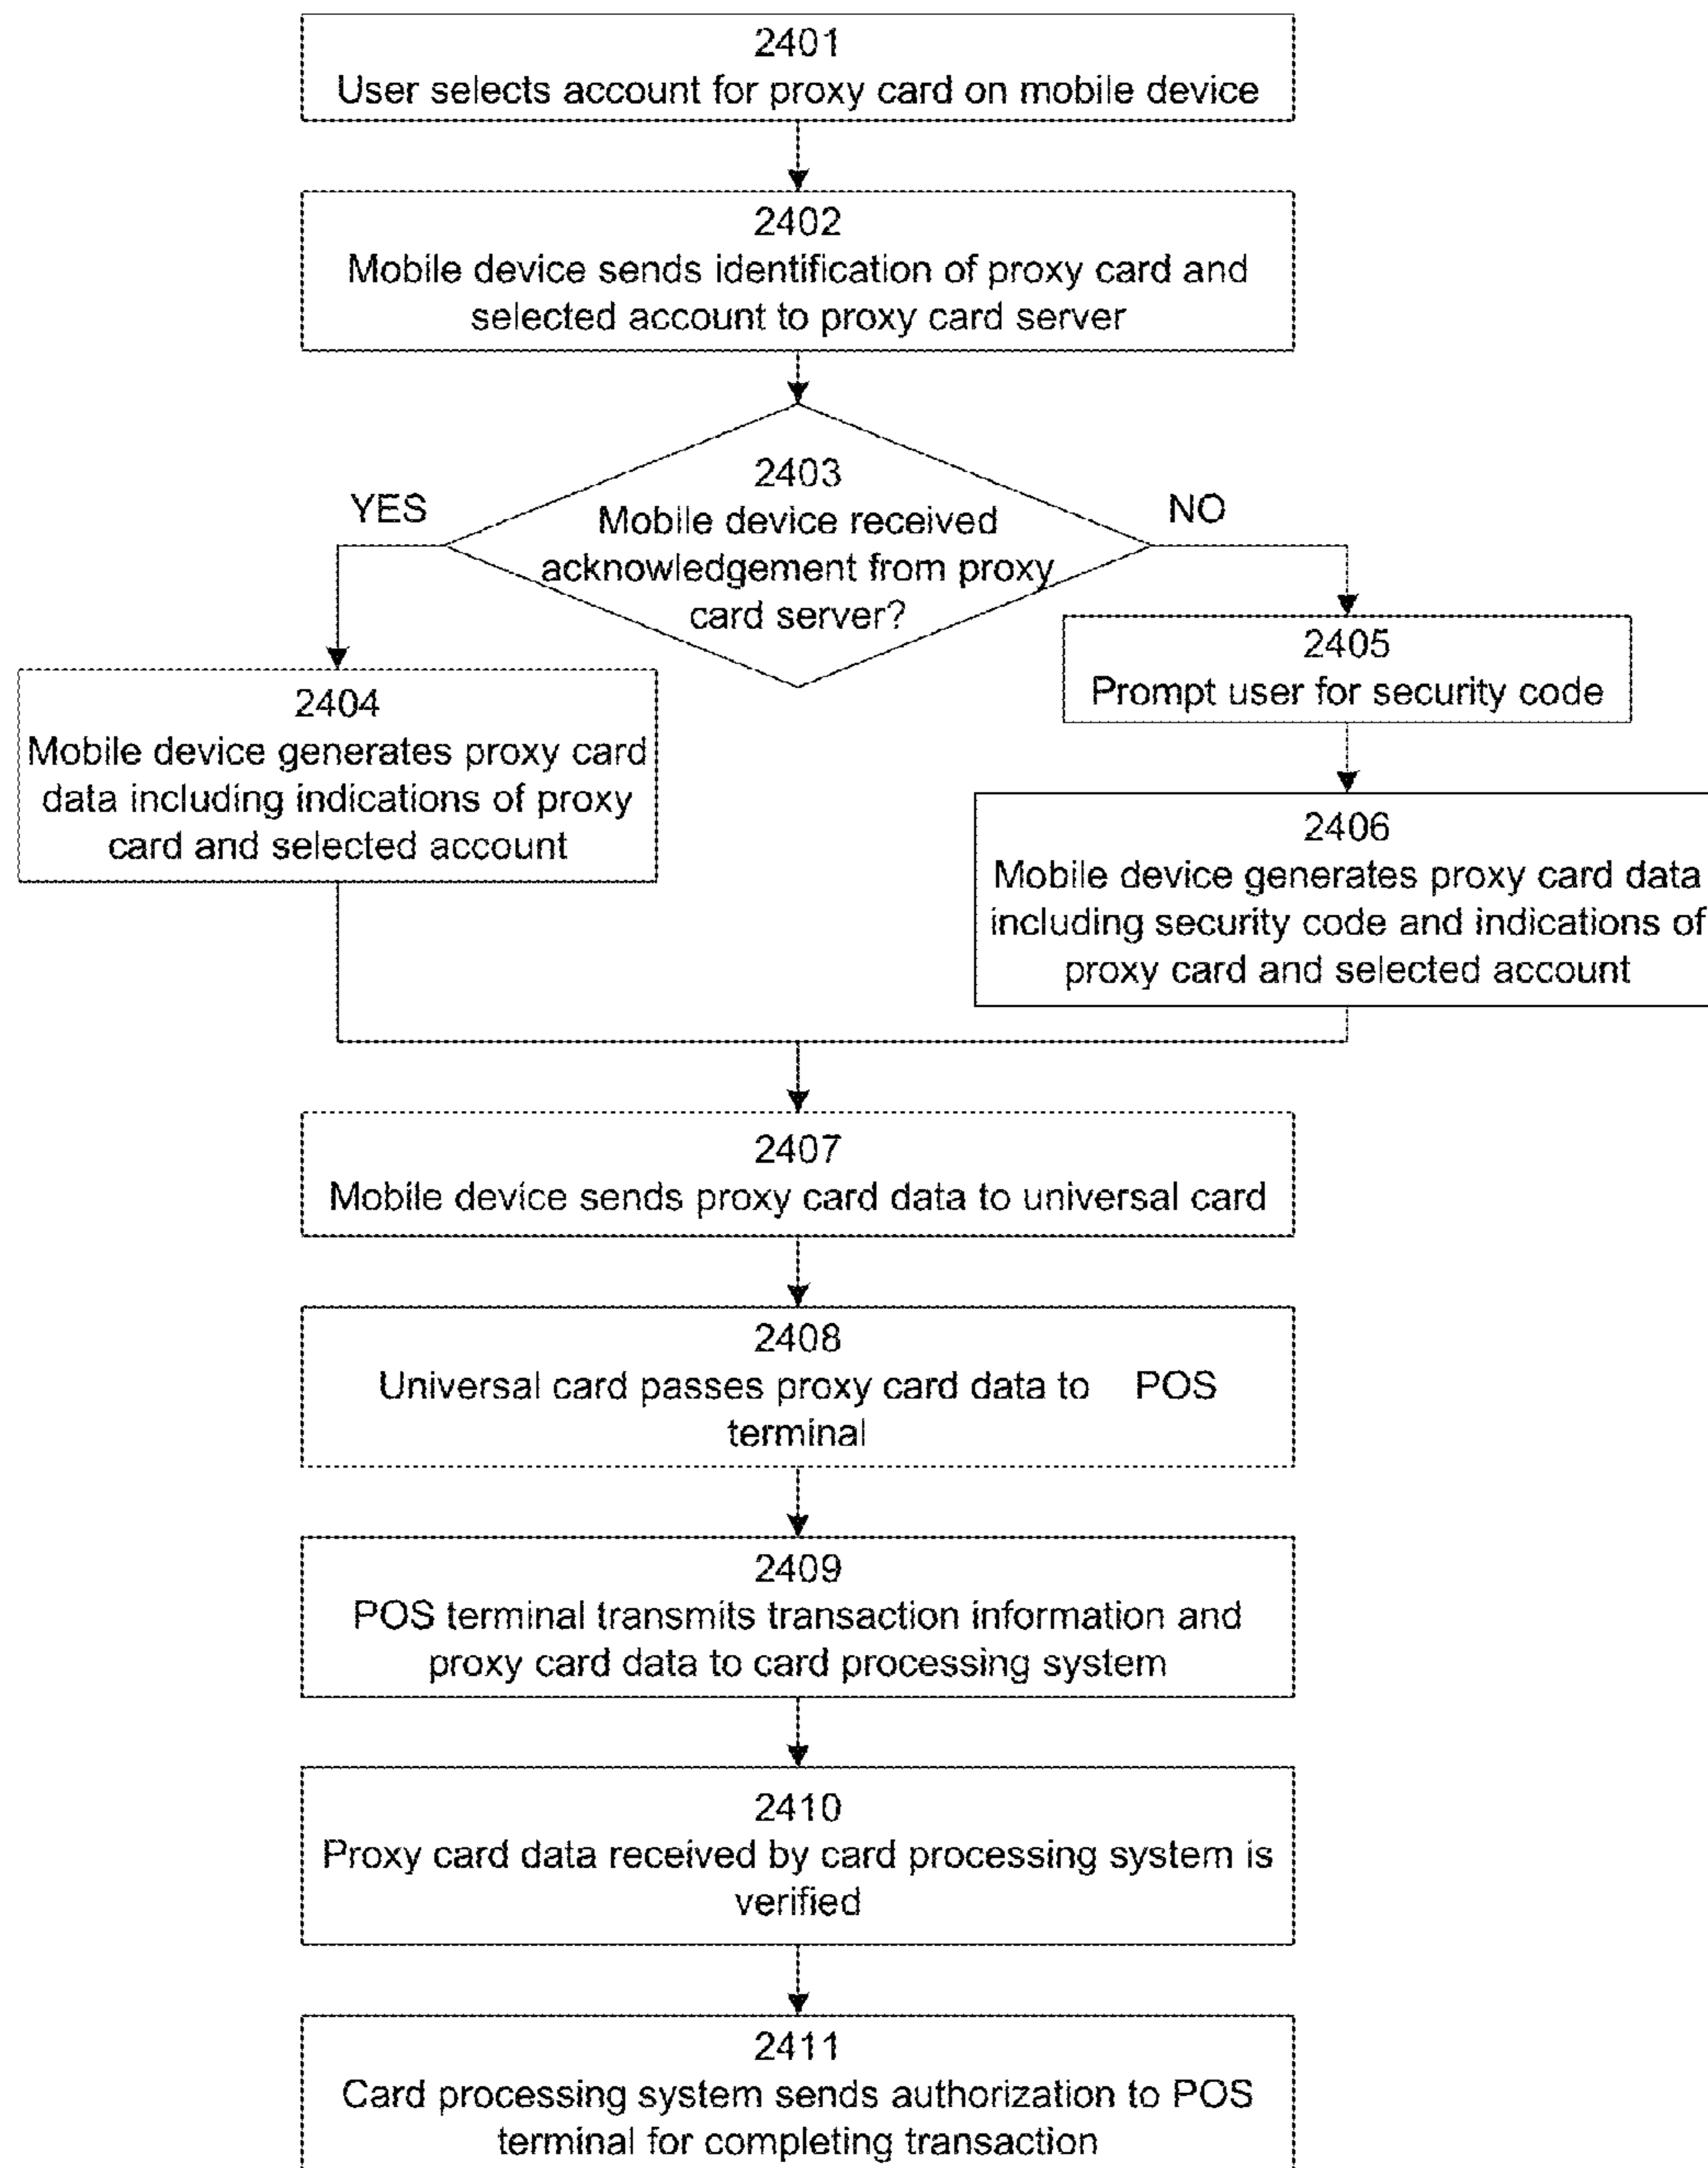 2401
User selects account for proxy card on mobile device
2402
Mobile device sends identification of proxy card and
selected account to proxy card server
2403
Mobile device received
acknowledgement from proxy
card server?
YES
NO
2404
Mobile device generates proxy card
data including indications of proxy
card and selected account
2405
Prompt user for security code
2406
Mobile device generates proxy card data
including security code and indications of
proxy card and selected account
2407
Mobile device sends proxy card data to universal card
2408
Universal card passes proxy card data to POS
terminal
2409
POS terminal transmits transaction information and
proxy card data to card processing system
2410
Proxy card data received by card processing system is
verified
2411
Card processing system sends authorization to POS
terminal for completing transaction